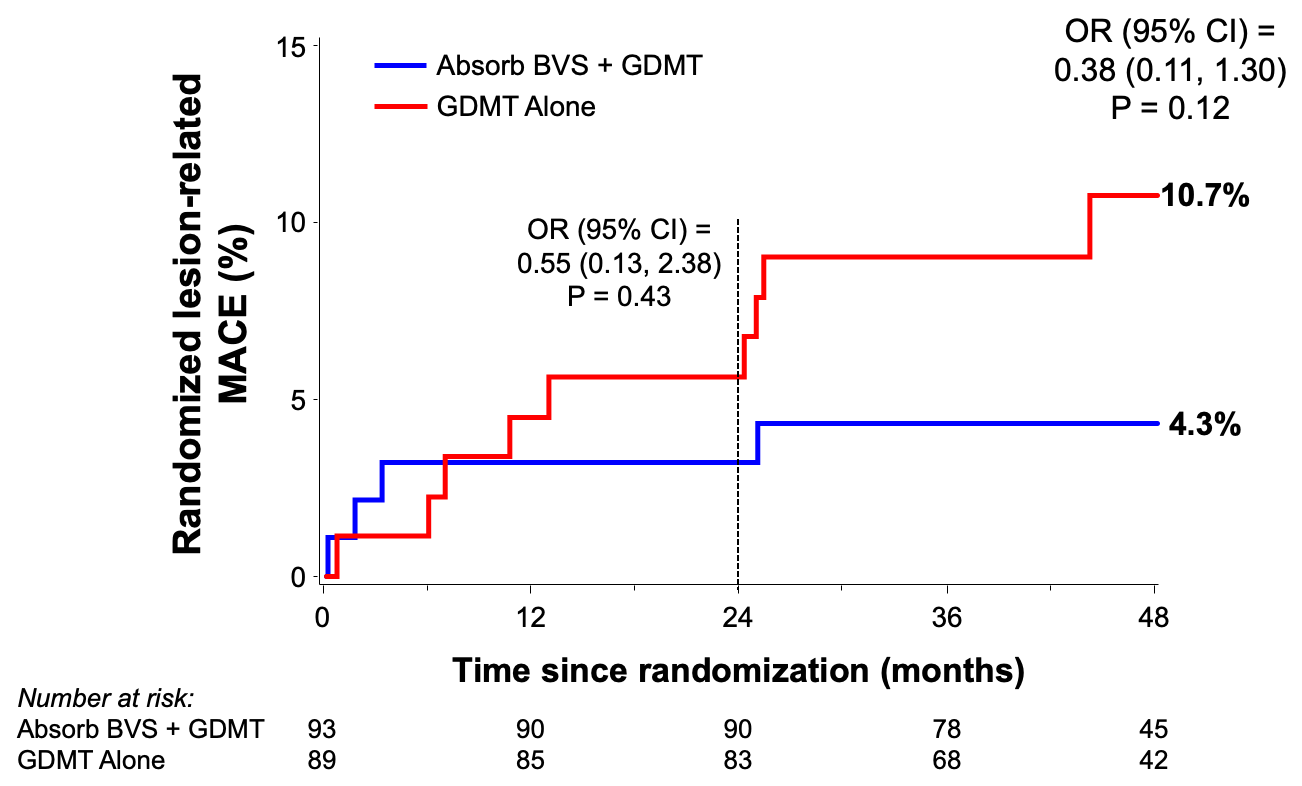 OR (95% CI) =
0.38 (0.11, 1.30)
P = 0.12
15
Absorb BVS + GDMT
GDMT Alone
Randomized lesion-related
MACE (%)
10.7%
10
OR (95% CI) =
0.55 (0.13, 2.38)
P = 0.43
5
4.3%
0
0 12 24 36 48
Time since randomization (months)
Number at risk:
Absorb BVS + GDMT 93 90 90 78 45
GDMT Alone 89 85 83 68 42